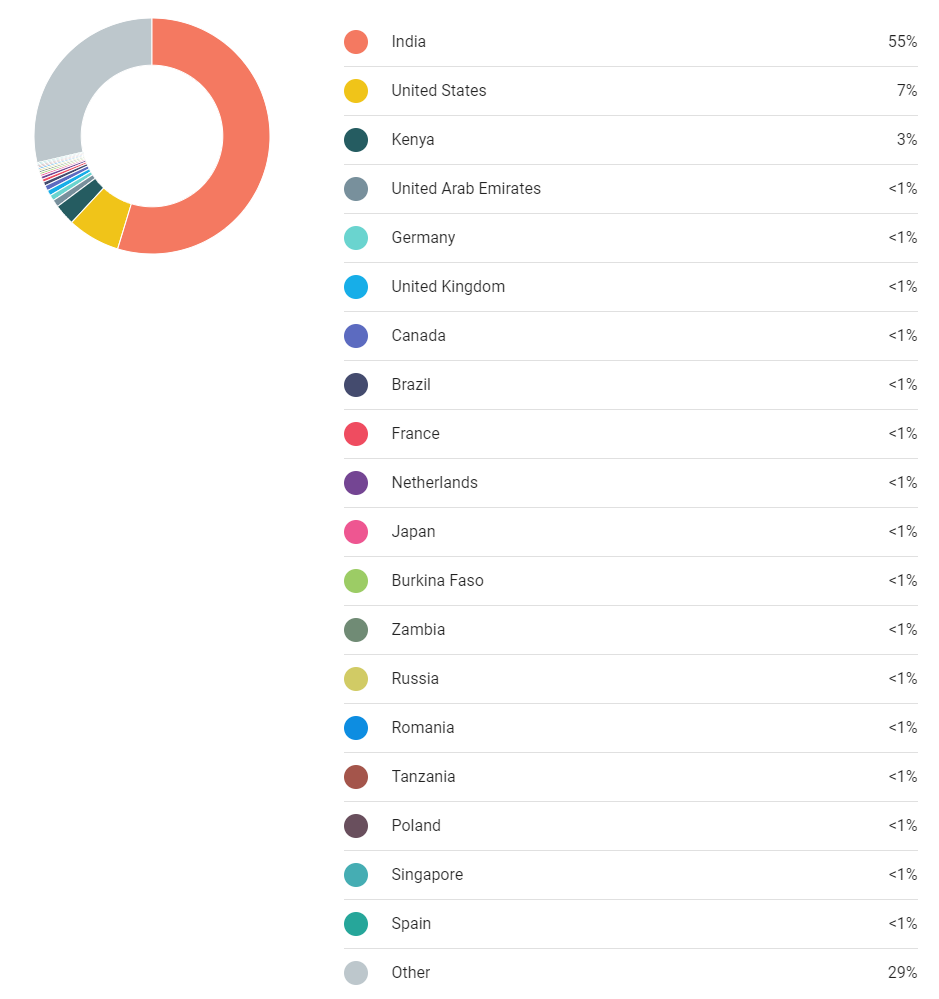 India 55%
United States 7%
Kenya 3%
United Arab Emirates <1%
Germany <1%
United Kingdom <1%
Canada <1%
Brazil <1%
France <1%
Netherlands <1%
Japan <1%
Burkina Faso <1%
Zambia <1%
Russia <1%
Romania <1%
Tanzania <1%
Poland <1%
Singapore <1%
Spain <1%
Other 29%